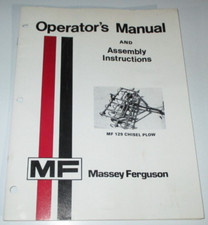 Operator's Manual
AND
Assembly
Instructions
MF 125 CHISEL PLOW
MF
Massey Ferguson